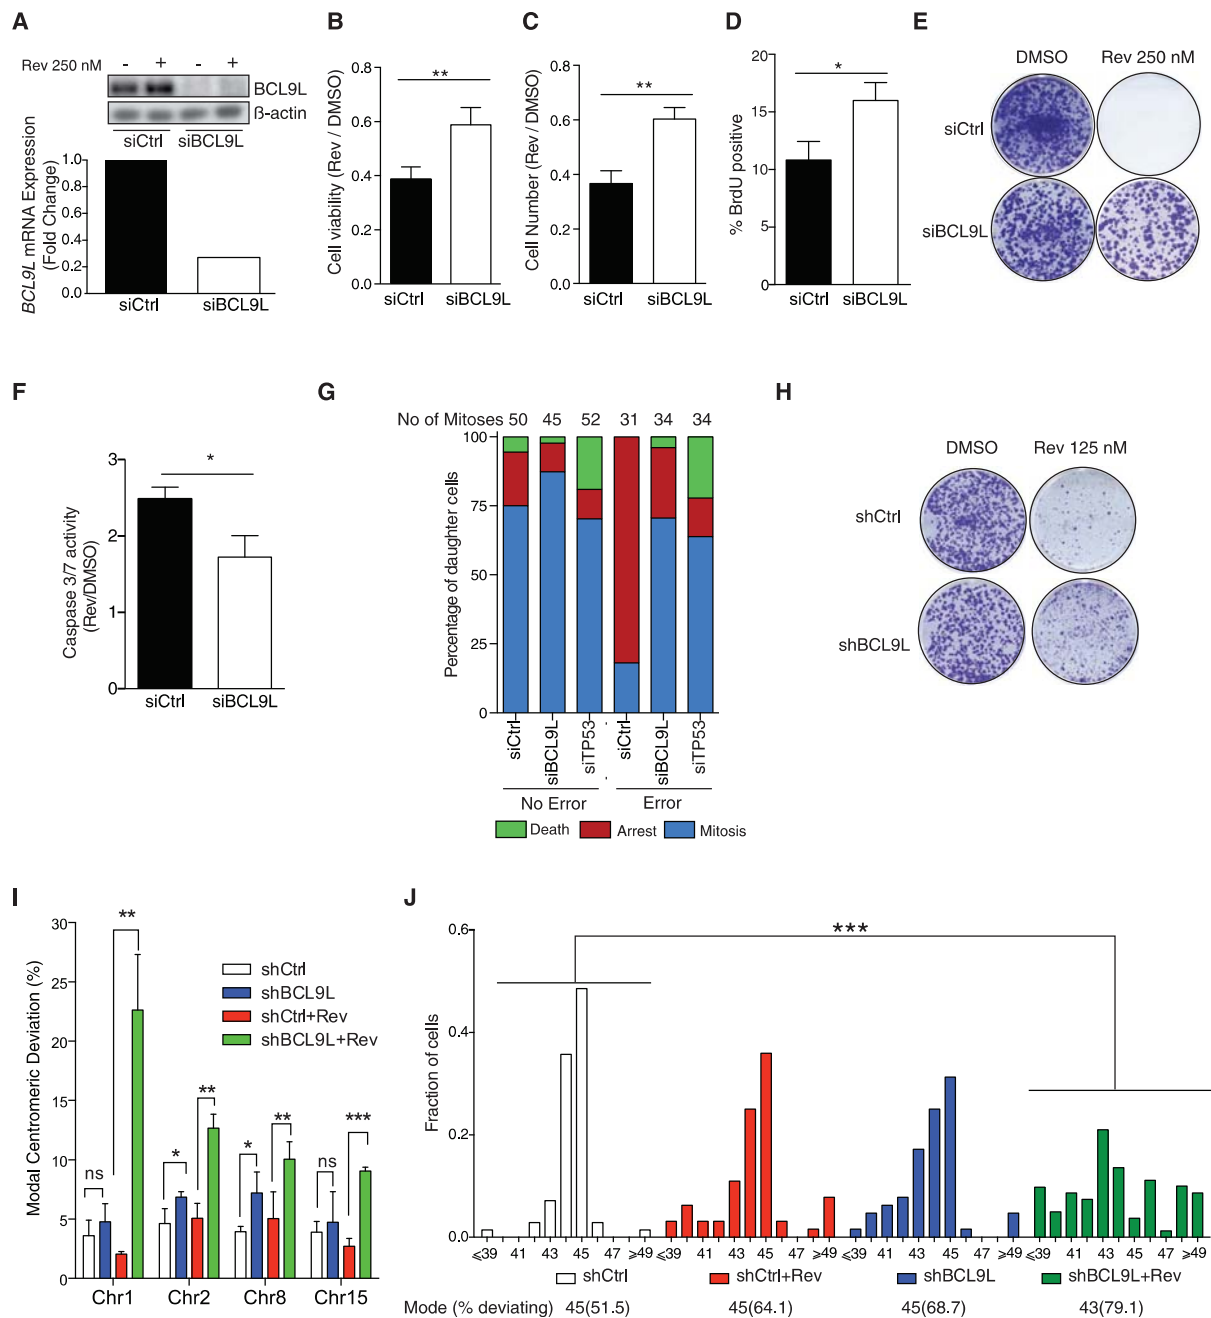 A
Rev 250 nM - + - +
BCL9L
ß-actin
siCtrl siBCL9L
BCL9L mRNA Expression
(Fold Change)
1.0
0.8
0.6
0.4
0.2
0.0
siCtrl siBCL9L
B
Cell viability (Rev / DMSO)
0.8
0.6
0.4
0.2
0.0
**
siCtrl siBCL9L
C
Cell Number (Rev / DMSO)
0.8
0.6
0.4
0.2
0.0
**
siCtrl siBCL9L
D
% BrdU positive
20
15
10
5
0
*
siCtrl siBCL9L
E
DMSO Rev 250 nM
siCtrl
siBCL9L
F
Caspase 3/7 activity
(Rev/DMSO)
3
2
1
0
*
siCtrl siBCL9L
G
No of Mitoses 50 45 52 31 34 34
Percentage of daughter cells
100
75
50
25
0
siCtrl siBCL9L siTP53 siCtrl siBCL9L siTP53
No Error Error
Death Arrest Mitosis
H
DMSO Rev 125 nM
shCtrl
shBCL9L
I
Modal Centromeric Deviation (%)
30
25
20
15
10
5
0
ns ** * ** * ** ns ***
shCtrl
shBCL9L
shCtrl+Rev
shBCL9L+Rev
Chr1 Chr2 Chr8 Chr15
J
Fraction of cells
0.6
0.4
0.2
0.0
***
⩽39 41 43 45 47 ⩾49 ⩽39 41 43 45 47 ⩾49 ⩽39 41 43 45 47 ⩾49 ⩽39 41 43 45 47 ⩾49
shCtrl shCtrl+Rev shBCL9L shBCL9L+Rev
Mode (% deviating) 45(51.5) 45(64.1) 45(68.7) 43(79.1)